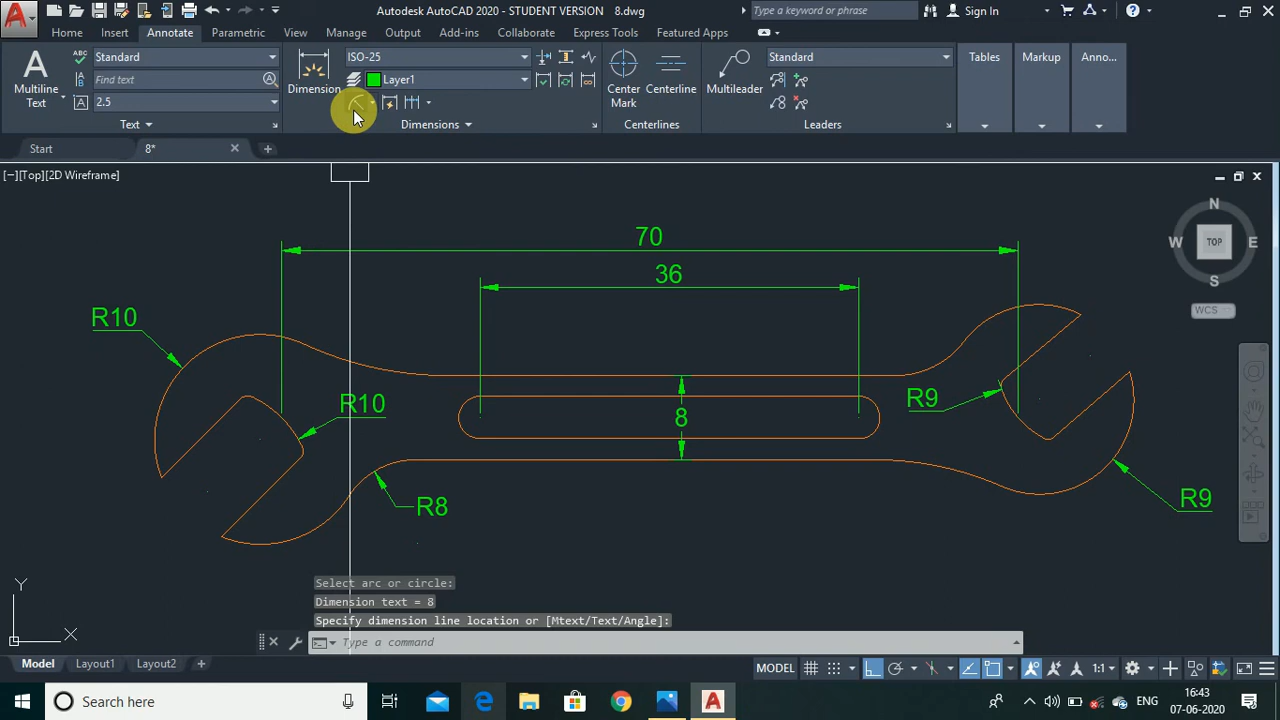 Autodesk AutoCAD 2020 - STUDENT VERSION 8.dwg
Type a keyword or phrase
Sign In
Home Insert Annotate Parametric View Manage Output Add-ins Collaborate Express Tools Featured Apps
Standard
ISO-25
Standard
Find text
Layer1
Multiline
Text
Dimension
Center
Mark
Centerline
Multileader
Tables
Markup
Anno...
2.5
Text
Dimensions
Centerlines
Leaders
Start
8*
[−][Top][2D Wireframe]
N
W
TOP
E
S
WCS
70
36
R10
R10
8
R9
R8
R9
Select arc or circle:
Dimension text = 8
Specify dimension line location or [Mtext/Text/Angle]:
Type a command
Y
X
Model
Layout1
Layout2
MODEL
1:1
Search here
ENG
16:43
07-06-2020